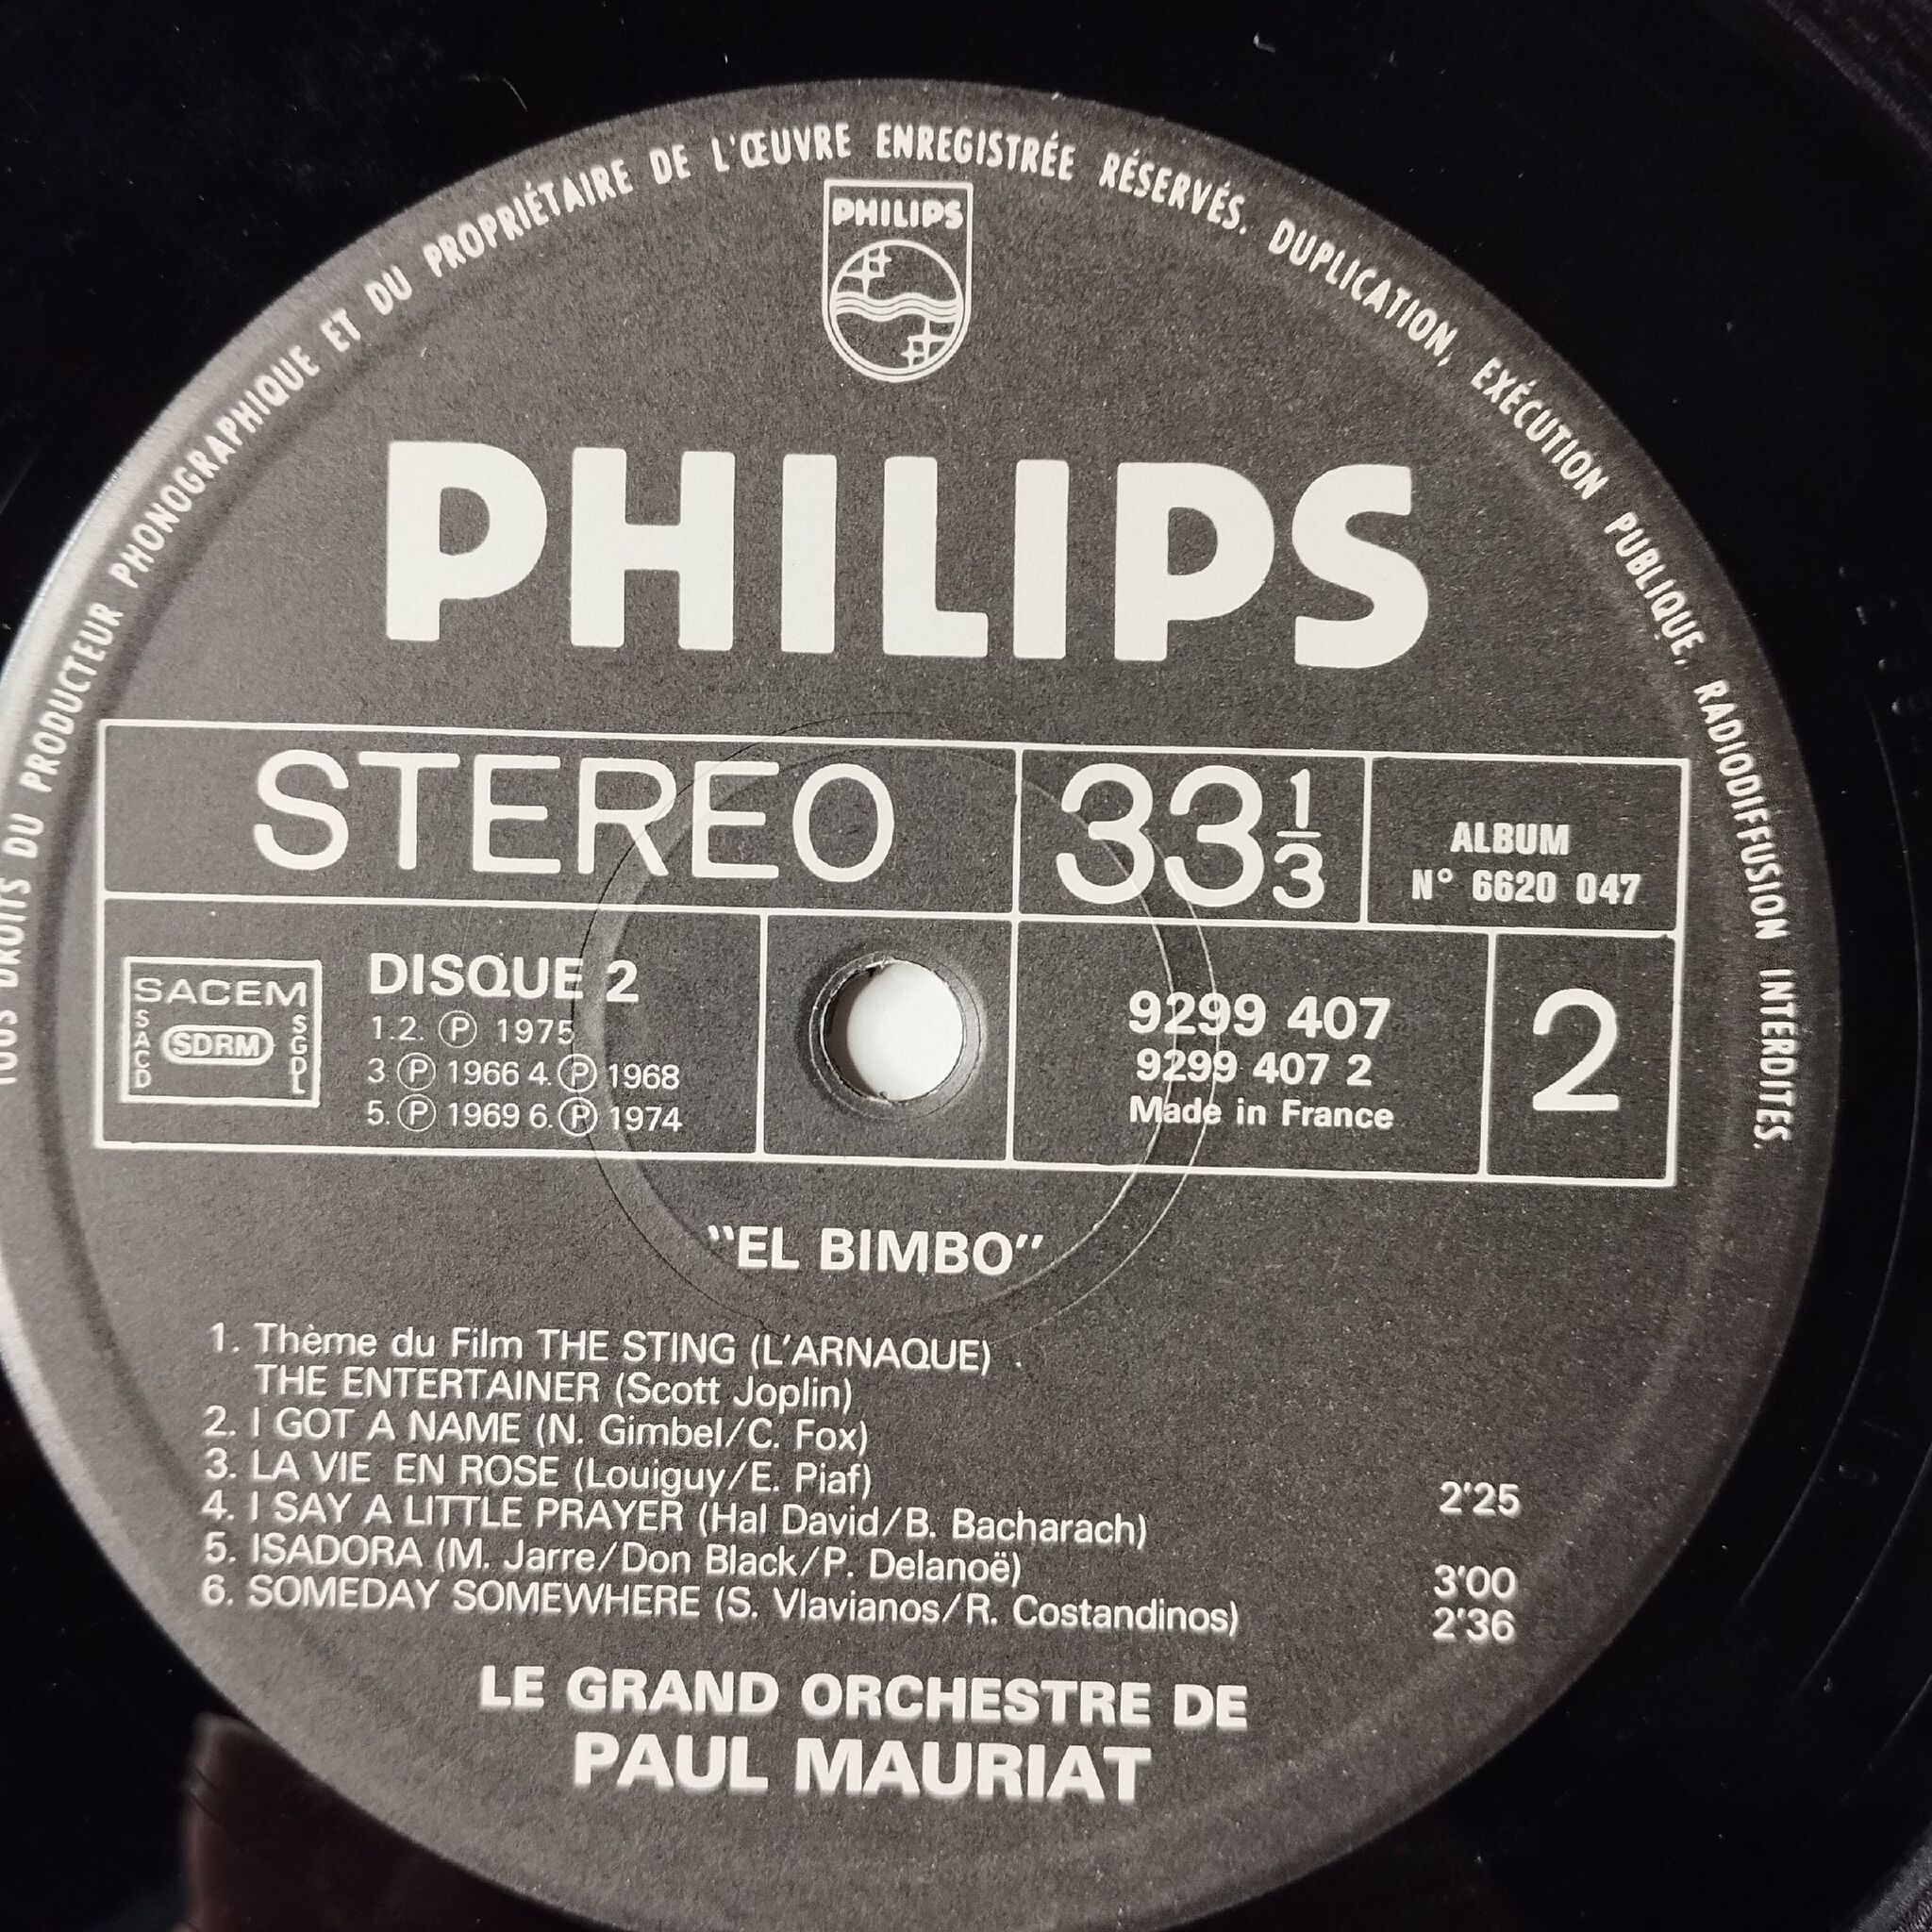 TOUS DROITS DU PRODUCTEUR PHONOGRAPHIQUE ET DU PROPRIÉTAIRE DE L'ŒUVRE ENREGISTRÉE RÉSERVÉS. DUPLICATION, EXÉCUTION PUBLIQUE, RADIODIFFUSION INTERDITES.
PHILIPS
PHILIPS
STEREO
33 1/3
ALBUM
N° 6620 047
SACEM
SACD
SDRM
SGDL
DISQUE 2
1.2. Ⓟ 1975
3 Ⓟ 1966 4. Ⓟ 1968
5. Ⓟ 1969 6. Ⓟ 1974
9299 407
9299 407 2
Made in France
2
"EL BIMBO"
1. Thème du Film THE STING (L'ARNAQUE)
THE ENTERTAINER (Scott Joplin)
2. I GOT A NAME (N. Gimbel/C. Fox)
3. LA VIE EN ROSE (Louiguy/E. Piaf) 2'25
4. I SAY A LITTLE PRAYER (Hal David/B. Bacharach)
5. ISADORA (M. Jarre/Don Black/P. Delanoë) 3'00
6. SOMEDAY SOMEWHERE (S. Vlavianos/R. Costandinos) 2'36
LE GRAND ORCHESTRE DE
PAUL MAURIAT